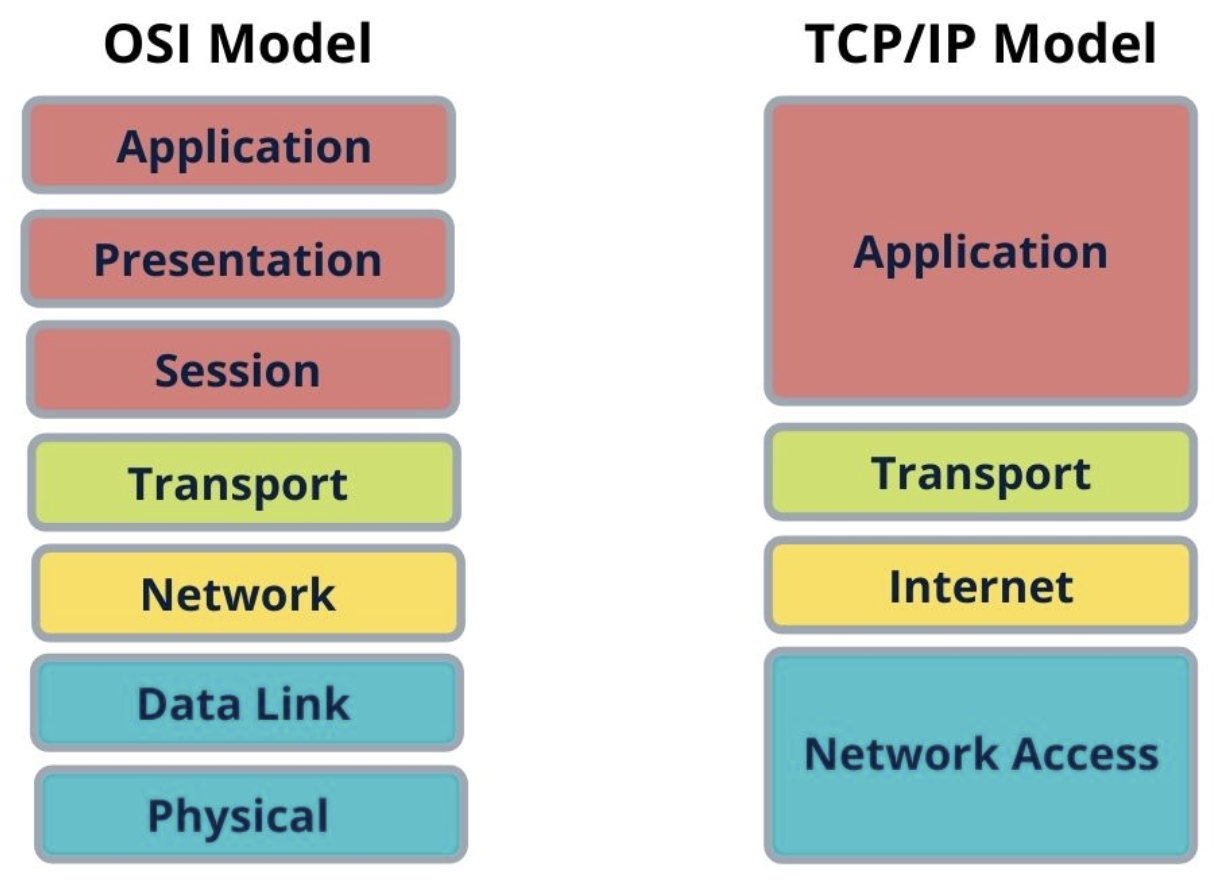 OSI Model
Application
Presentation
Session
Transport
Network
Data Link
Physical
TCP/IP Model
Application
Transport
Internet
Network Access